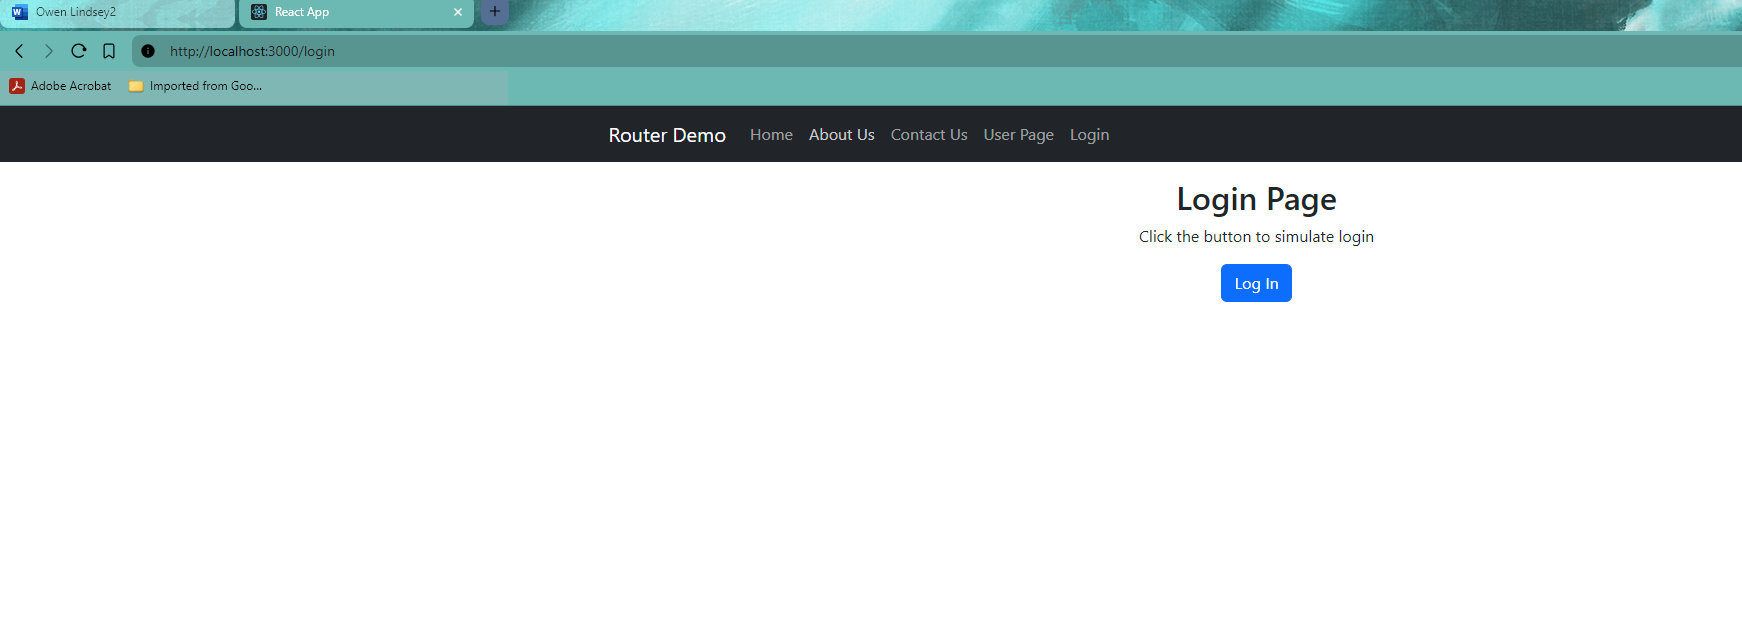 Owen Lindsey2
React App
http://localhost:3000/login
Adobe Acrobat
Imported from Goo...
Router Demo Home About Us Contact Us User Page Login
Login Page
Click the button to simulate login
Log In